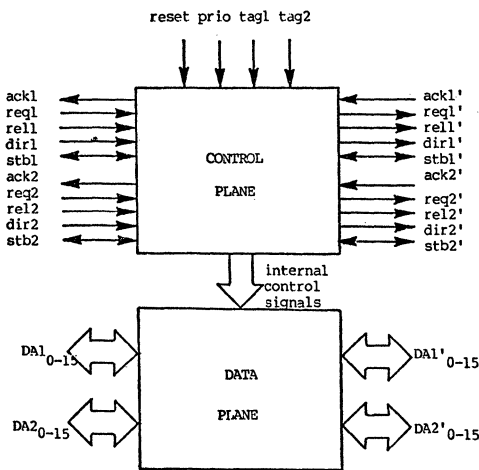 reset prio tag1 tag2
ack1
req1
rel1
dir1
stb1
ack2
req2
rel2
dir2
stb2
CONTROL
PLANE
ack1'
req1'
rel1'
dir1'
stb1'
ack2'
req2'
rel2'
dir2'
stb2'
internal
control
signals
DA1 0-15
DA2 0-15
DATA
PLANE
DA1' 0-15
DA2' 0-15